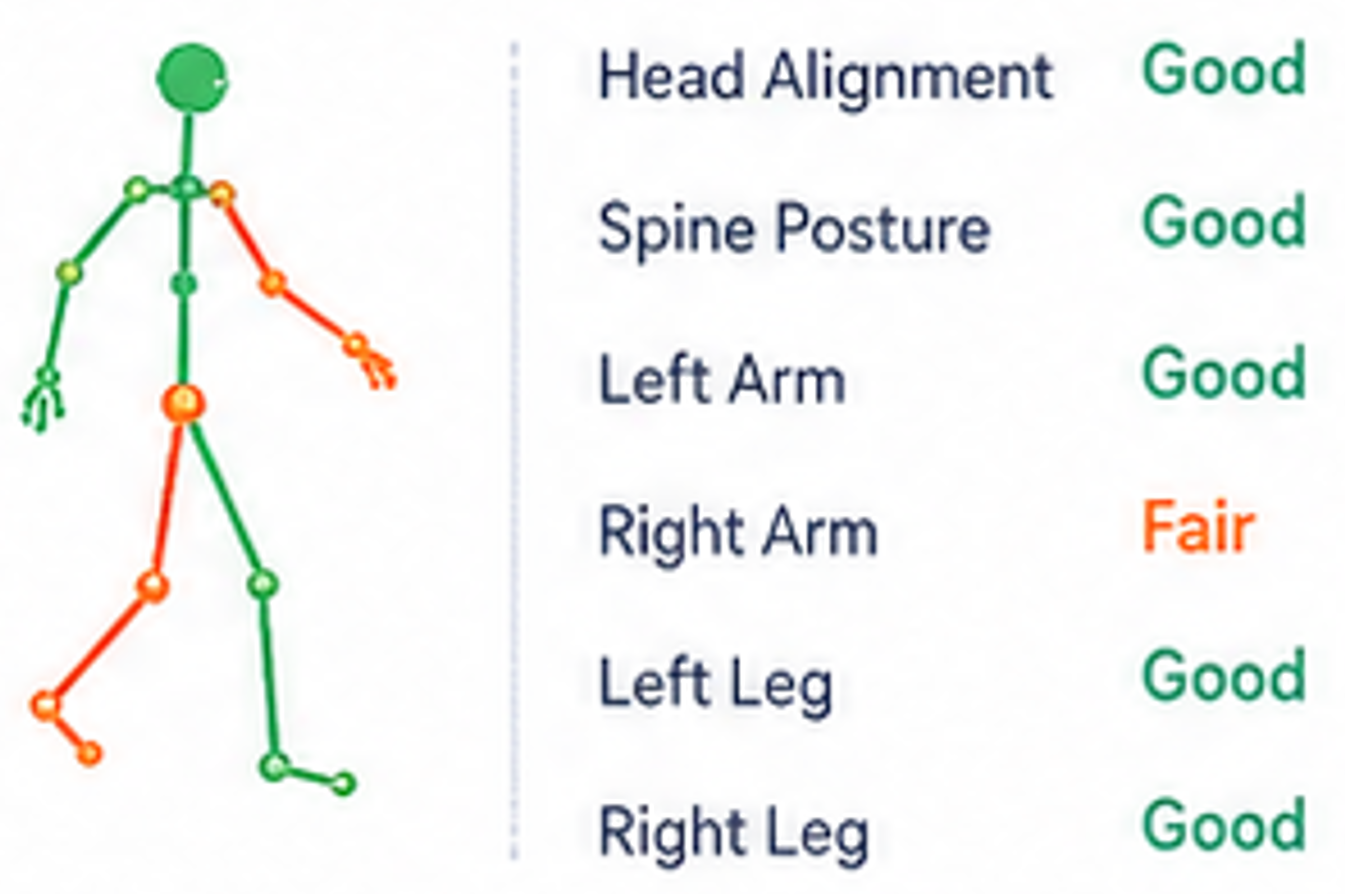 Head Alignment Good
Spine Posture Good
Left Arm Good
Right Arm Fair
Left Leg Good
Right Leg Good